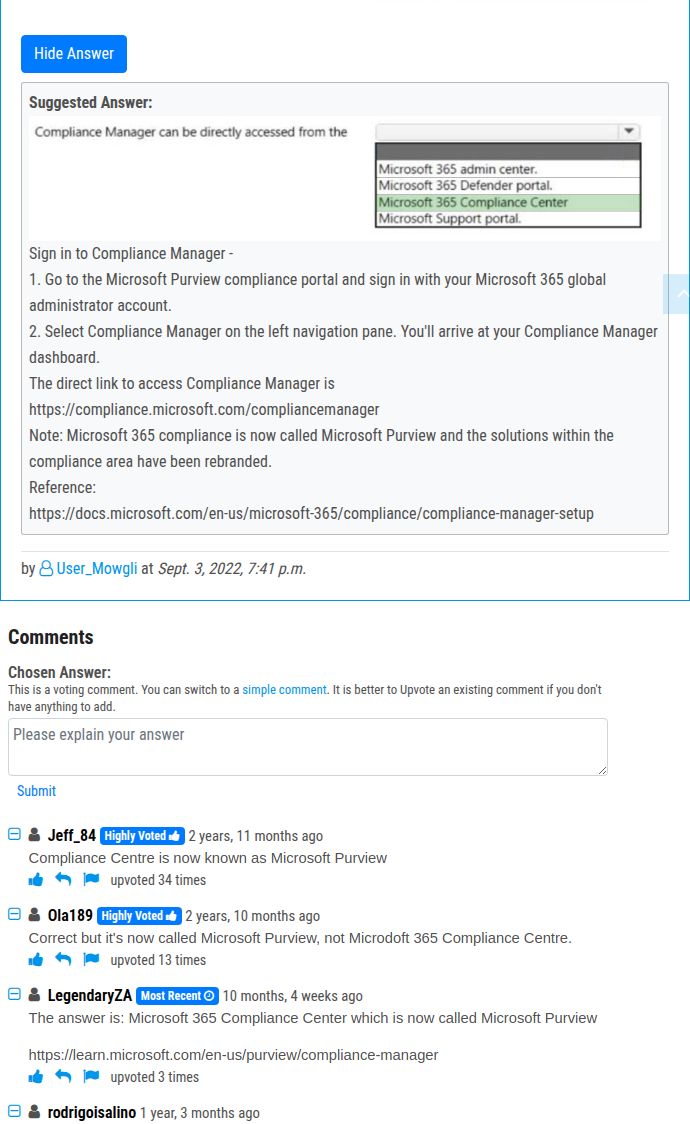 Hide Answer
Suggested Answer:
Compliance Manager can be directly accessed from the
Microsoft 365 admin center.
Microsoft 365 Defender portal.
Microsoft 365 Compliance Center
Microsoft Support portal.
Sign in to Compliance Manager -
1. Go to the Microsoft Purview compliance portal and sign in with your Microsoft 365 global
administrator account.
2. Select Compliance Manager on the left navigation pane. You'll arrive at your Compliance Manager
dashboard.
The direct link to access Compliance Manager is
https://compliance.microsoft.com/compliancemanager
Note: Microsoft 365 compliance is now called Microsoft Purview and the solutions within the
compliance area have been rebranded.
Reference:
https://docs.microsoft.com/en-us/microsoft-365/compliance/compliance-manager-setup
by User_Mowgli at Sept. 3, 2022, 7:41 p.m.
Comments
Chosen Answer:
This is a voting comment. You can switch to a simple comment. It is better to Upvote an existing comment if you don't
have anything to add.
Please explain your answer
Submit
Jeff_84 Highly Voted 2 years, 11 months ago
Compliance Centre is now known as Microsoft Purview
upvoted 34 times
Ola189 Highly Voted 2 years, 10 months ago
Correct but it's now called Microsoft Purview, not Microdoft 365 Compliance Centre.
upvoted 13 times
LegendaryZA Most Recent 10 months, 4 weeks ago
The answer is: Microsoft 365 Compliance Center which is now called Microsoft Purview
https://learn.microsoft.com/en-us/purview/compliance-manager
upvoted 3 times
rodrigoisalino 1 year, 3 months ago